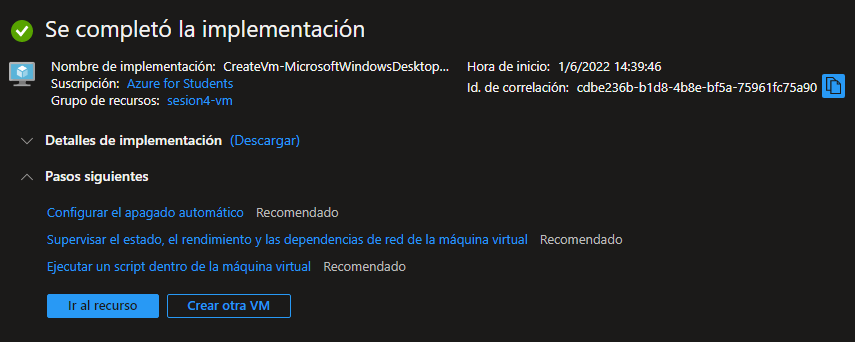 Se completó la implementación
Nombre de implementación: CreateVm-MicrosoftWindowsDesktop...
Suscripción: Azure for Students
Grupo de recursos: sesion4-vm
Hora de inicio: 1/6/2022 14:39:46
Id. de correlación: cdbe236b-b1d8-4b8e-bf5a-75961fc75a90
Detalles de implementación (Descargar)
Pasos siguientes
Configurar el apagado automático Recomendado
Supervisar el estado, el rendimiento y las dependencias de red de la máquina virtual Recomendado
Ejecutar un script dentro de la máquina virtual Recomendado
Ir al recurso
Crear otra VM